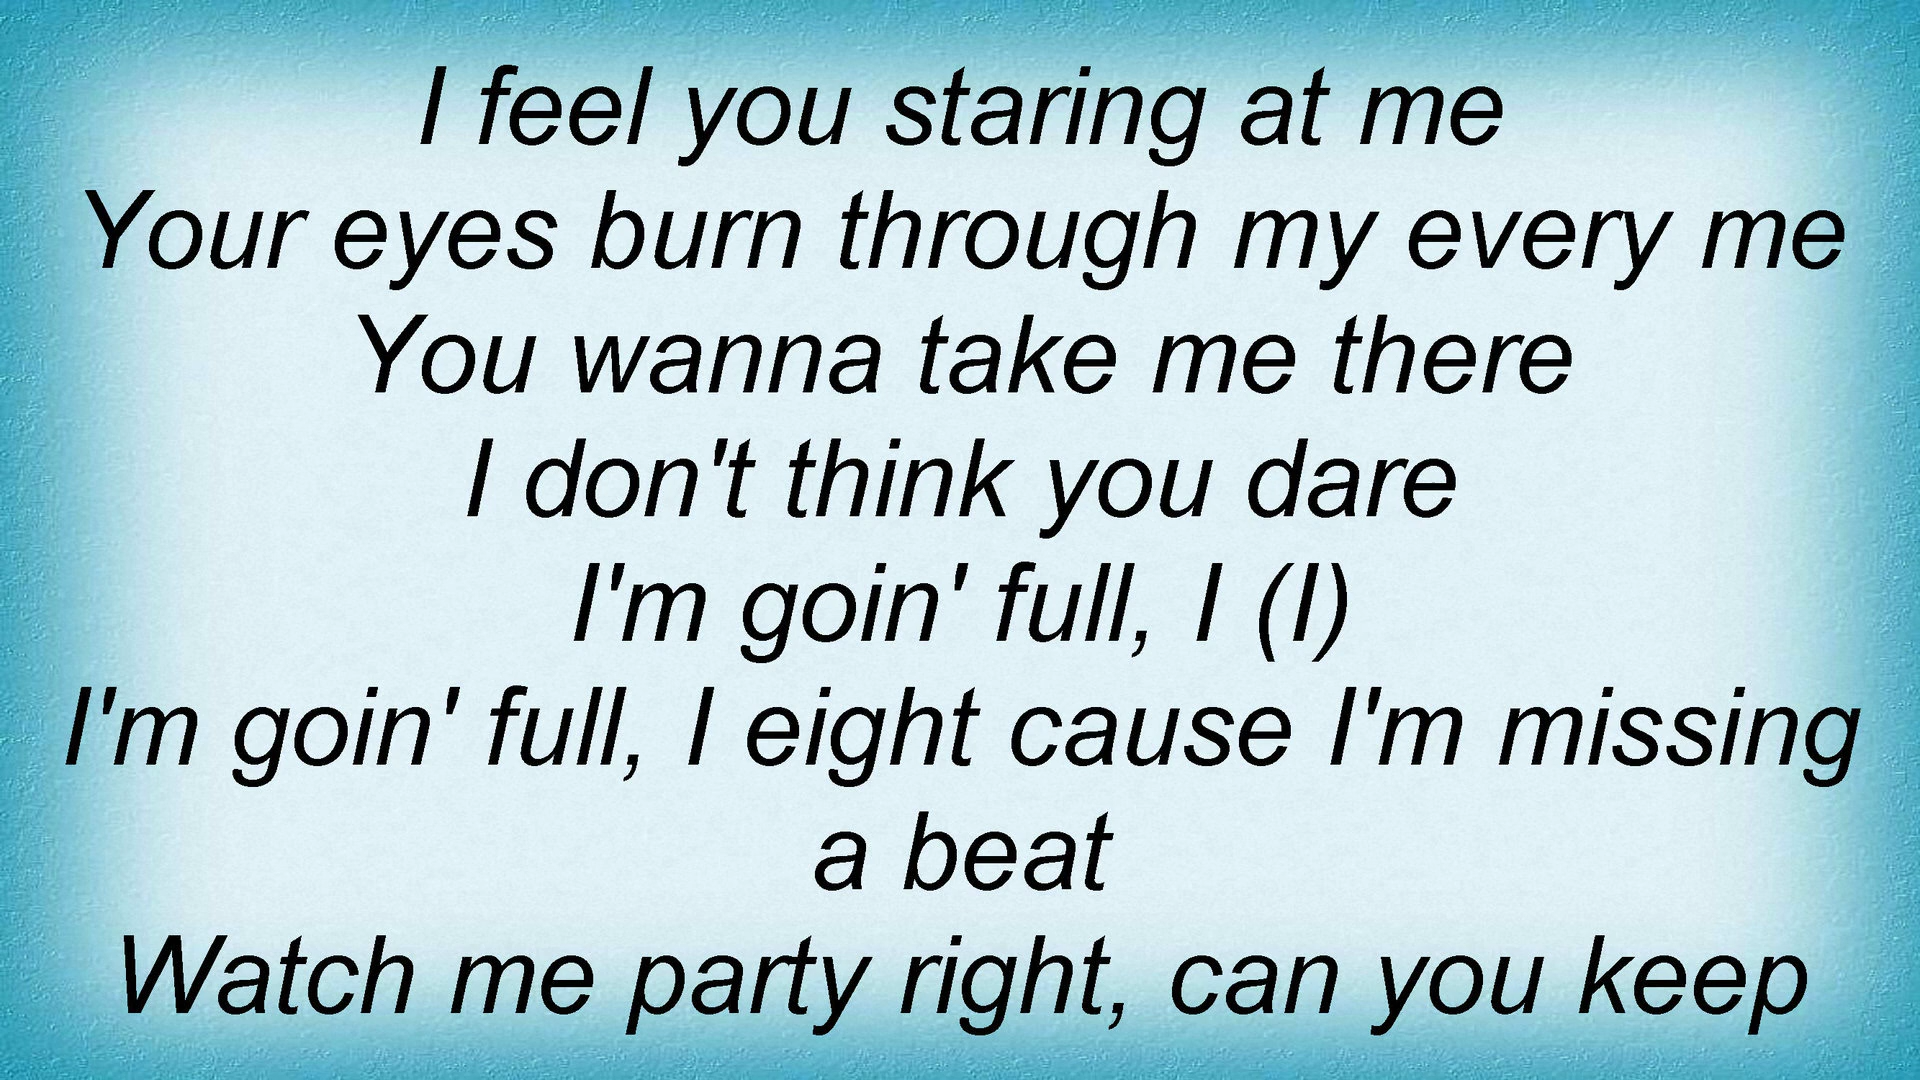 I feel you staring at me
Your eyes burn through my every me
You wanna take me there
I don't think you dare
I'm goin' full, I (I)
I'm goin' full, I eight cause I'm missing
a beat
Watch me party right, can you keep